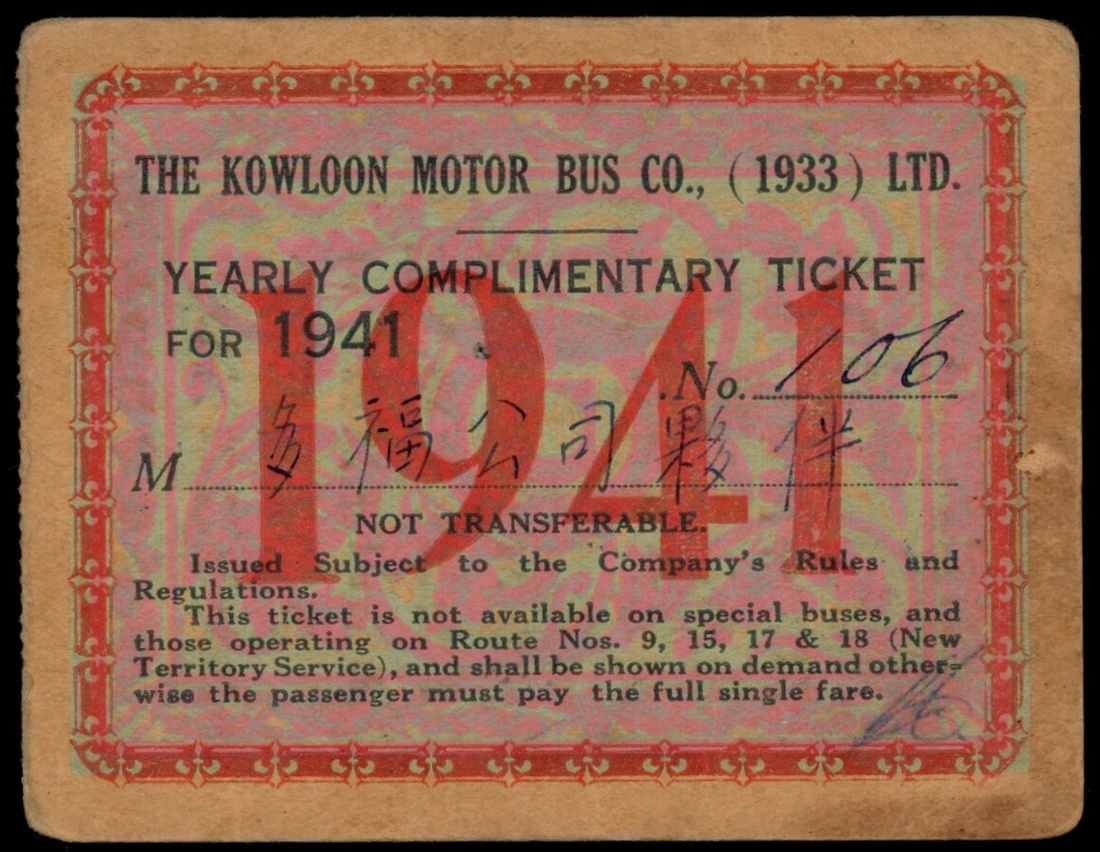 THE KOWLOON MOTOR BUS CO., (1933) LTD.
YEARLY COMPLIMENTARY TICKET
FOR 1941
1941
No. 106
M 多福公司夥伴
NOT TRANSFERABLE.
Issued Subject to the Company's Rules and
Regulations.
This ticket is not available on special buses, and
those operating on Route Nos. 9, 15, 17 & 18 (New
Territory Service), and shall be shown on demand other=
wise the passenger must pay the full single fare.